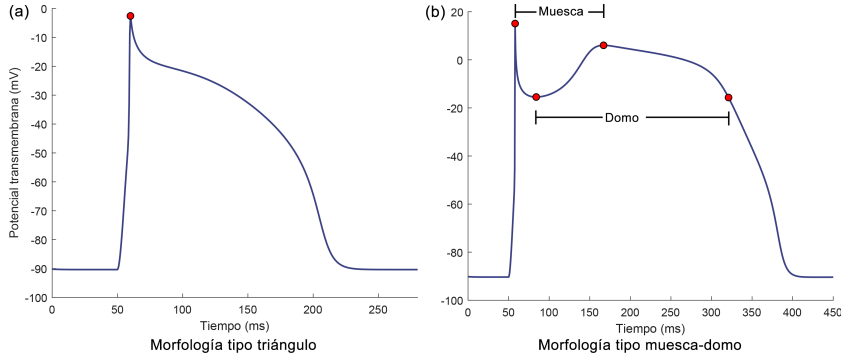 (a)
0
-10
-20
-30
-40
-50
-60
-70
-80
-90
-100
Potencial transmembrana (mV)
0 50 100 150 200 250
Tiempo (ms)
Morfología tipo triángulo
(b)
20
0
-20
-40
-60
-80
-100
Muesca
Domo
0 50 100 150 200 250 300 350 400 450
Tiempo (ms)
Morfología tipo muesca-domo